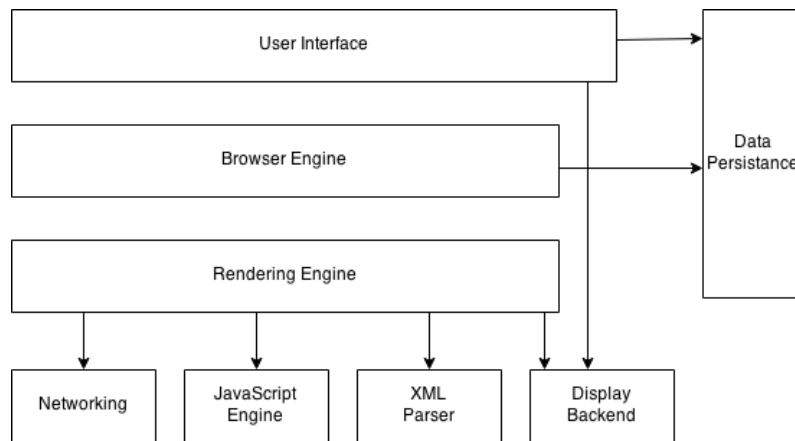 User Interface
Browser Engine
Data
Persistance
Rendering Engine
Networking
JavaScript
Engine
XML
Parser
Display
Backend